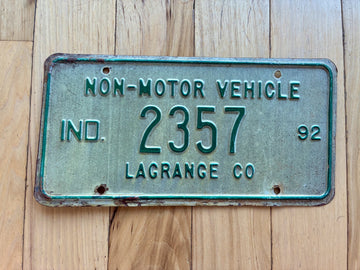 NON-MOTOR VEHICLE
IND. 2357 92
LAGRANGE CO